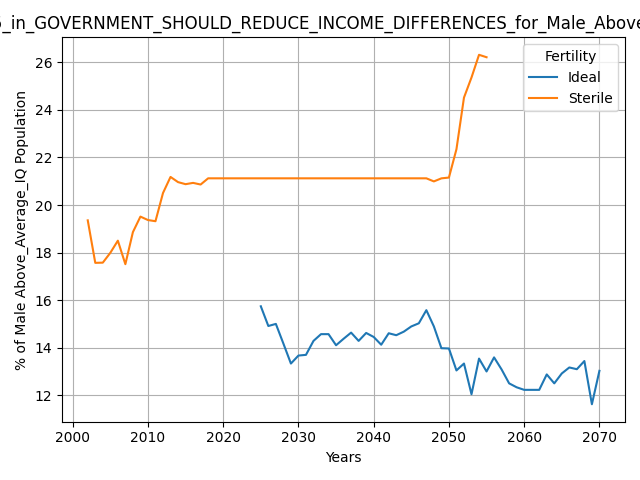 _in_GOVERNMENT_SHOULD_REDUCE_INCOME_DIFFERENCES_for_Male_Above
Fertility
Ideal
Sterile
% of Male Above_Average_IQ Population
26
24
22
20
18
16
14
12
2000 2010 2020 2030 2040 2050 2060 2070
Years